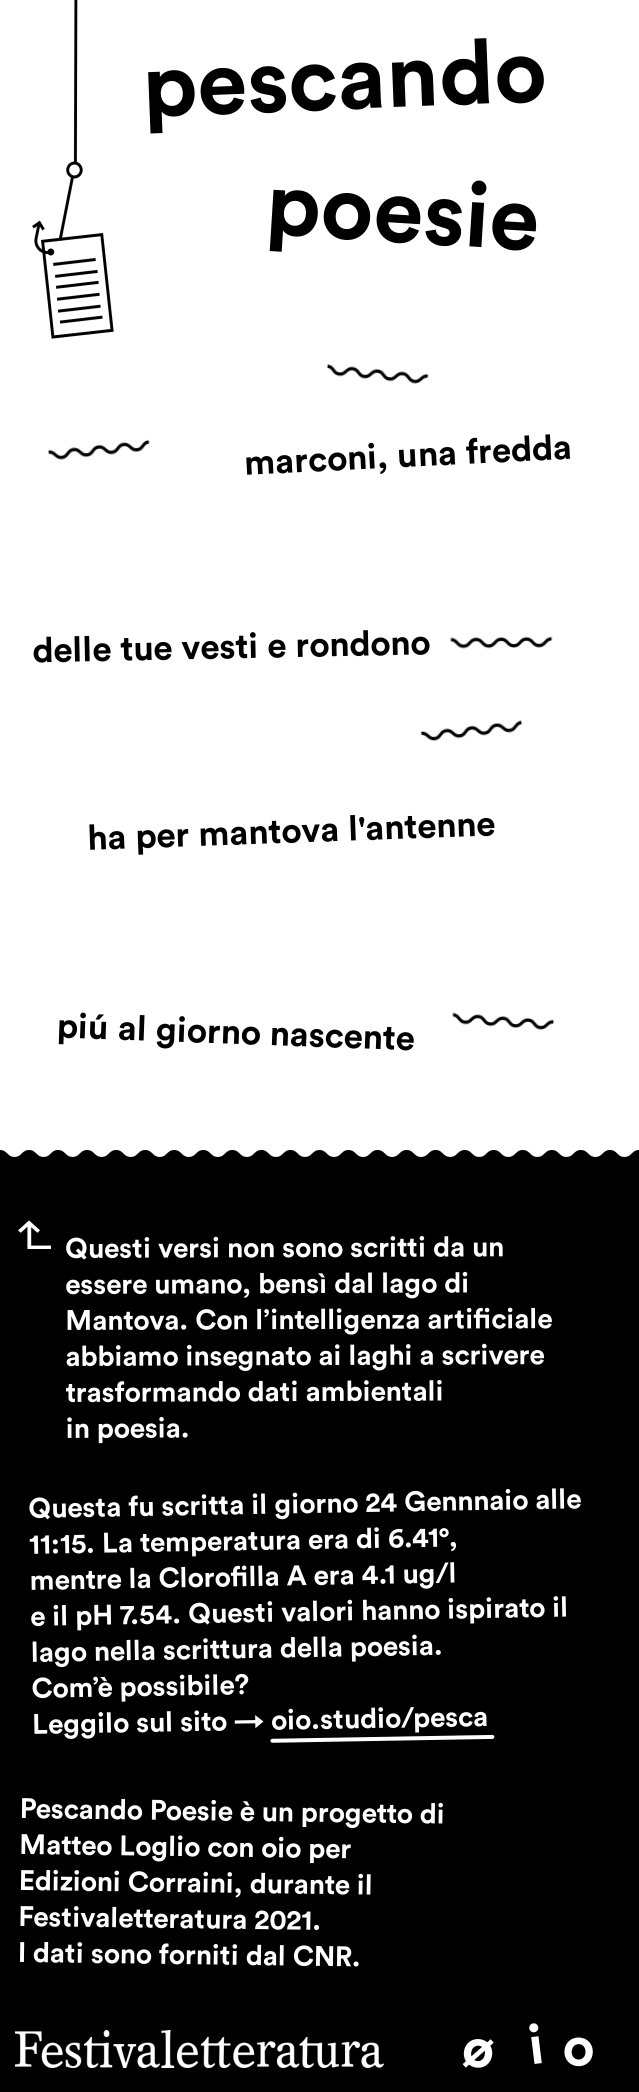 pescando
poesie
marconi, una fredda
delle tue vesti e rondono
ha per mantova l'antenne
piú al giorno nascente
Questi versi non sono scritti da un
essere umano, bensì dal lago di
Mantova. Con l’intelligenza artificiale
abbiamo insegnato ai laghi a scrivere
trasformando dati ambientali
in poesia.
Questa fu scritta il giorno 24 Gennnaio alle
11:15. La temperatura era di 6.41°,
mentre la Clorofilla A era 4.1 ug/l
e il pH 7.54. Questi valori hanno ispirato il
lago nella scrittura della poesia.
Com’è possibile?
Leggilo sul sito → oio.studio/pesca
Pescando Poesie è un progetto di
Matteo Loglio con oio per
Edizioni Corraini, durante il
Festivaletteratura 2021.
I dati sono forniti dal CNR.
Festivaletteratura ø i o